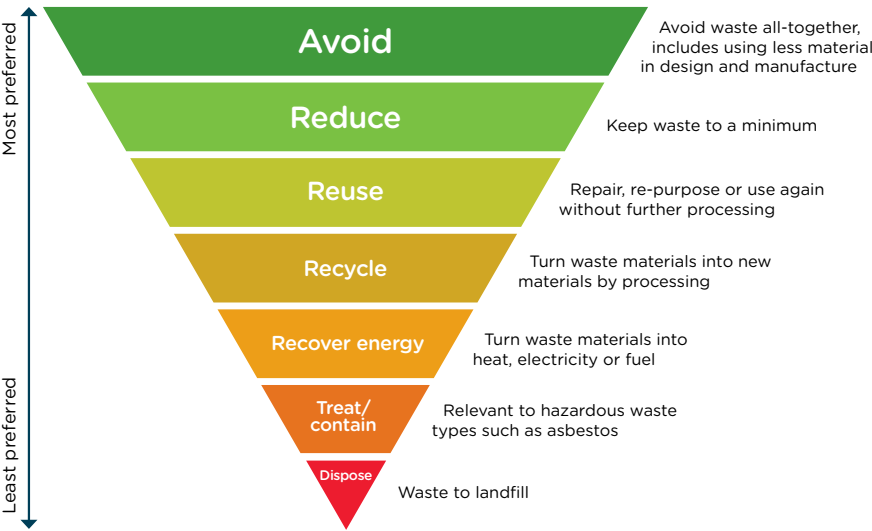 Most preferred
Least preferred
Avoid
Avoid waste all-together,
includes using less material
in design and manufacture
Reduce
Keep waste to a minimum
Reuse
Repair, re-purpose or use again
without further processing
Recycle
Turn waste materials into new
materials by processing
Recover energy
Turn waste materials into
heat, electricity or fuel
Treat/
contain
Relevant to hazardous waste
types such as asbestos
Dispose
Waste to landfill